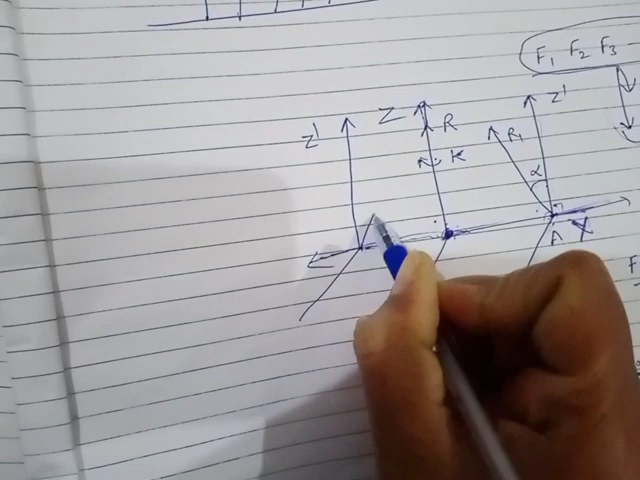 F₁ F₂ F₃
Z' Z R K R₁ Z'
α
A X
F